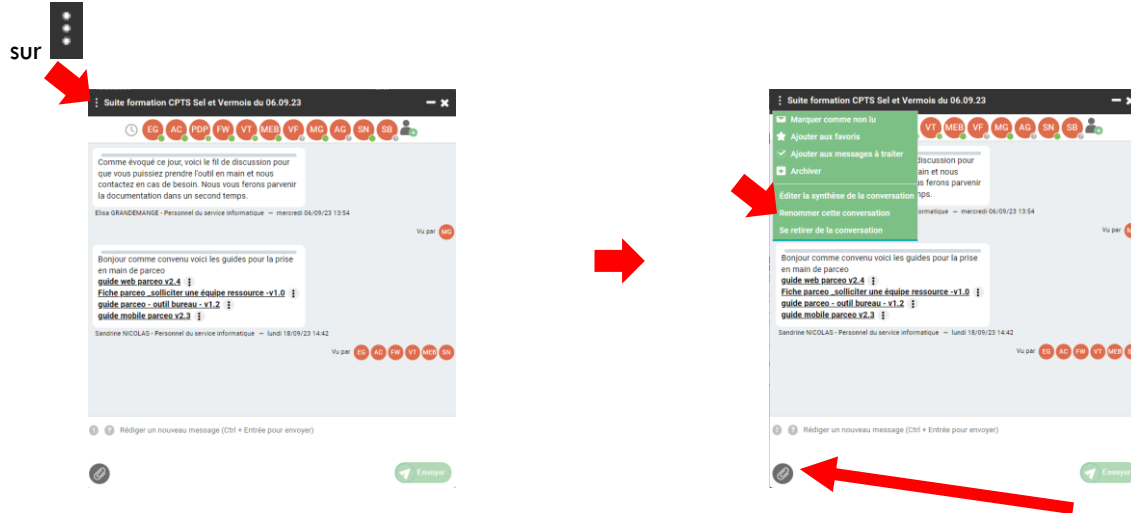 sur
Suite formation CPTS Sel et Vermois du 06.09.23
EG AC PDP FW VT MEB VF MG AG SN SB
Comme évoqué ce jour, voici le fil de discussion pour
que vous puissiez prendre l'outil en main et nous
contactez en cas de besoin. Nous vous ferons parvenir
la documentation dans un second temps.
Elisa GRANDEMANGE - Personnel du service informatique — mercredi 06/09/23 13:54
Vu par MG
Bonjour comme convenu voici les guides pour la prise
en main de parceo
guide web parceo v2.4
Fiche parceo _solliciter une équipe ressource -v1.0
guide parceo - outil bureau - v1.2
guide mobile parceo v2.3
Sandrine NICOLAS - Personnel du service informatique — lundi 18/09/23 14:42
Vu par EG AC FW VT MEB SN
Rédiger un nouveau message (Ctrl + Entrée pour envoyer)
Envoyer
Suite formation CPTS Sel et Vermois du 06.09.23
Marquer comme non lu
VT MEB VF MG AG SN SB
Ajouter aux favoris
Ajouter aux messages à traiter
discussion pour
Archiver
ain et nous
us ferons parvenir
Éditer la synthèse de la conversation
mps.
Renommer cette conversation
ormatique — mercredi 06/09/23 13:54
Se retirer de la conversation
Vu par
Bonjour comme convenu voici les guides pour la prise
en main de parceo
guide web parceo v2.4
Fiche parceo _solliciter une équipe ressource -v1.0
guide parceo - outil bureau - v1.2
guide mobile parceo v2.3
Sandrine NICOLAS - Personnel du service informatique — lundi 18/09/23 14:42
Vu par EG AC FW VT MEB
Rédiger un nouveau message (Ctrl + Entrée pour envoyer)
Envoyer